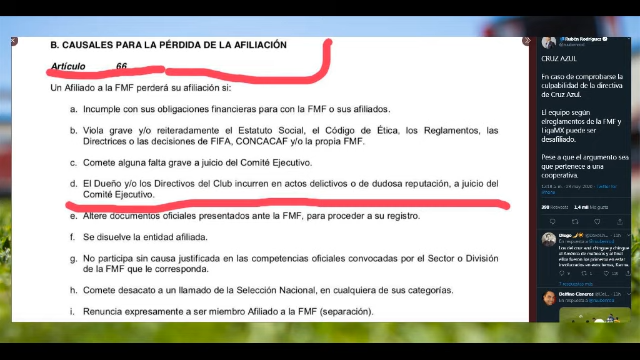 B. CAUSALES PARA LA PÉRDIDA DE LA AFILIACIÓN
Artículo 66
Un Afiliado a la FMF perderá su afiliación si:
a. Incumple con sus obligaciones financieras para con la FMF o sus afiliados.
b. Viola grave y/o reiteradamente el Estatuto Social, el Código de Ética, los Reglamentos, las
Directrices o las decisiones de FIFA, CONCACAF y/o la propia FMF.
c. Comete alguna falta grave a juicio del Comité Ejecutivo.
d. El Dueño y/o los Directivos del Club incurren en actos delictivos o de dudosa reputación, a juicio del
Comité Ejecutivo.
e. Altere documentos oficiales presentados ante la FMF, para proceder a su registro.
f. Se disuelve la entidad afiliada.
g. No participa sin causa justificada en las competencias oficiales convocadas por el Sector o División
de la FMF que le corresponda.
h. Comete desacato a un llamado de la Selección Nacional, en cualquiera de sus categorías.
i. Renuncia expresamente a ser miembro Afiliado a la FMF (separación).
Rubén Rodríguez
CRUZ AZUL
En caso de comprobarse la
culpabilidad de la directiva
de Cruz Azul.
El equipo según
elreglamentos de la FMF y
LigaMX puede ser
desafiliado.
Pese a que el argumento sea
que pertenece a una
cooperativa.
Diego
Delfino Cisneros